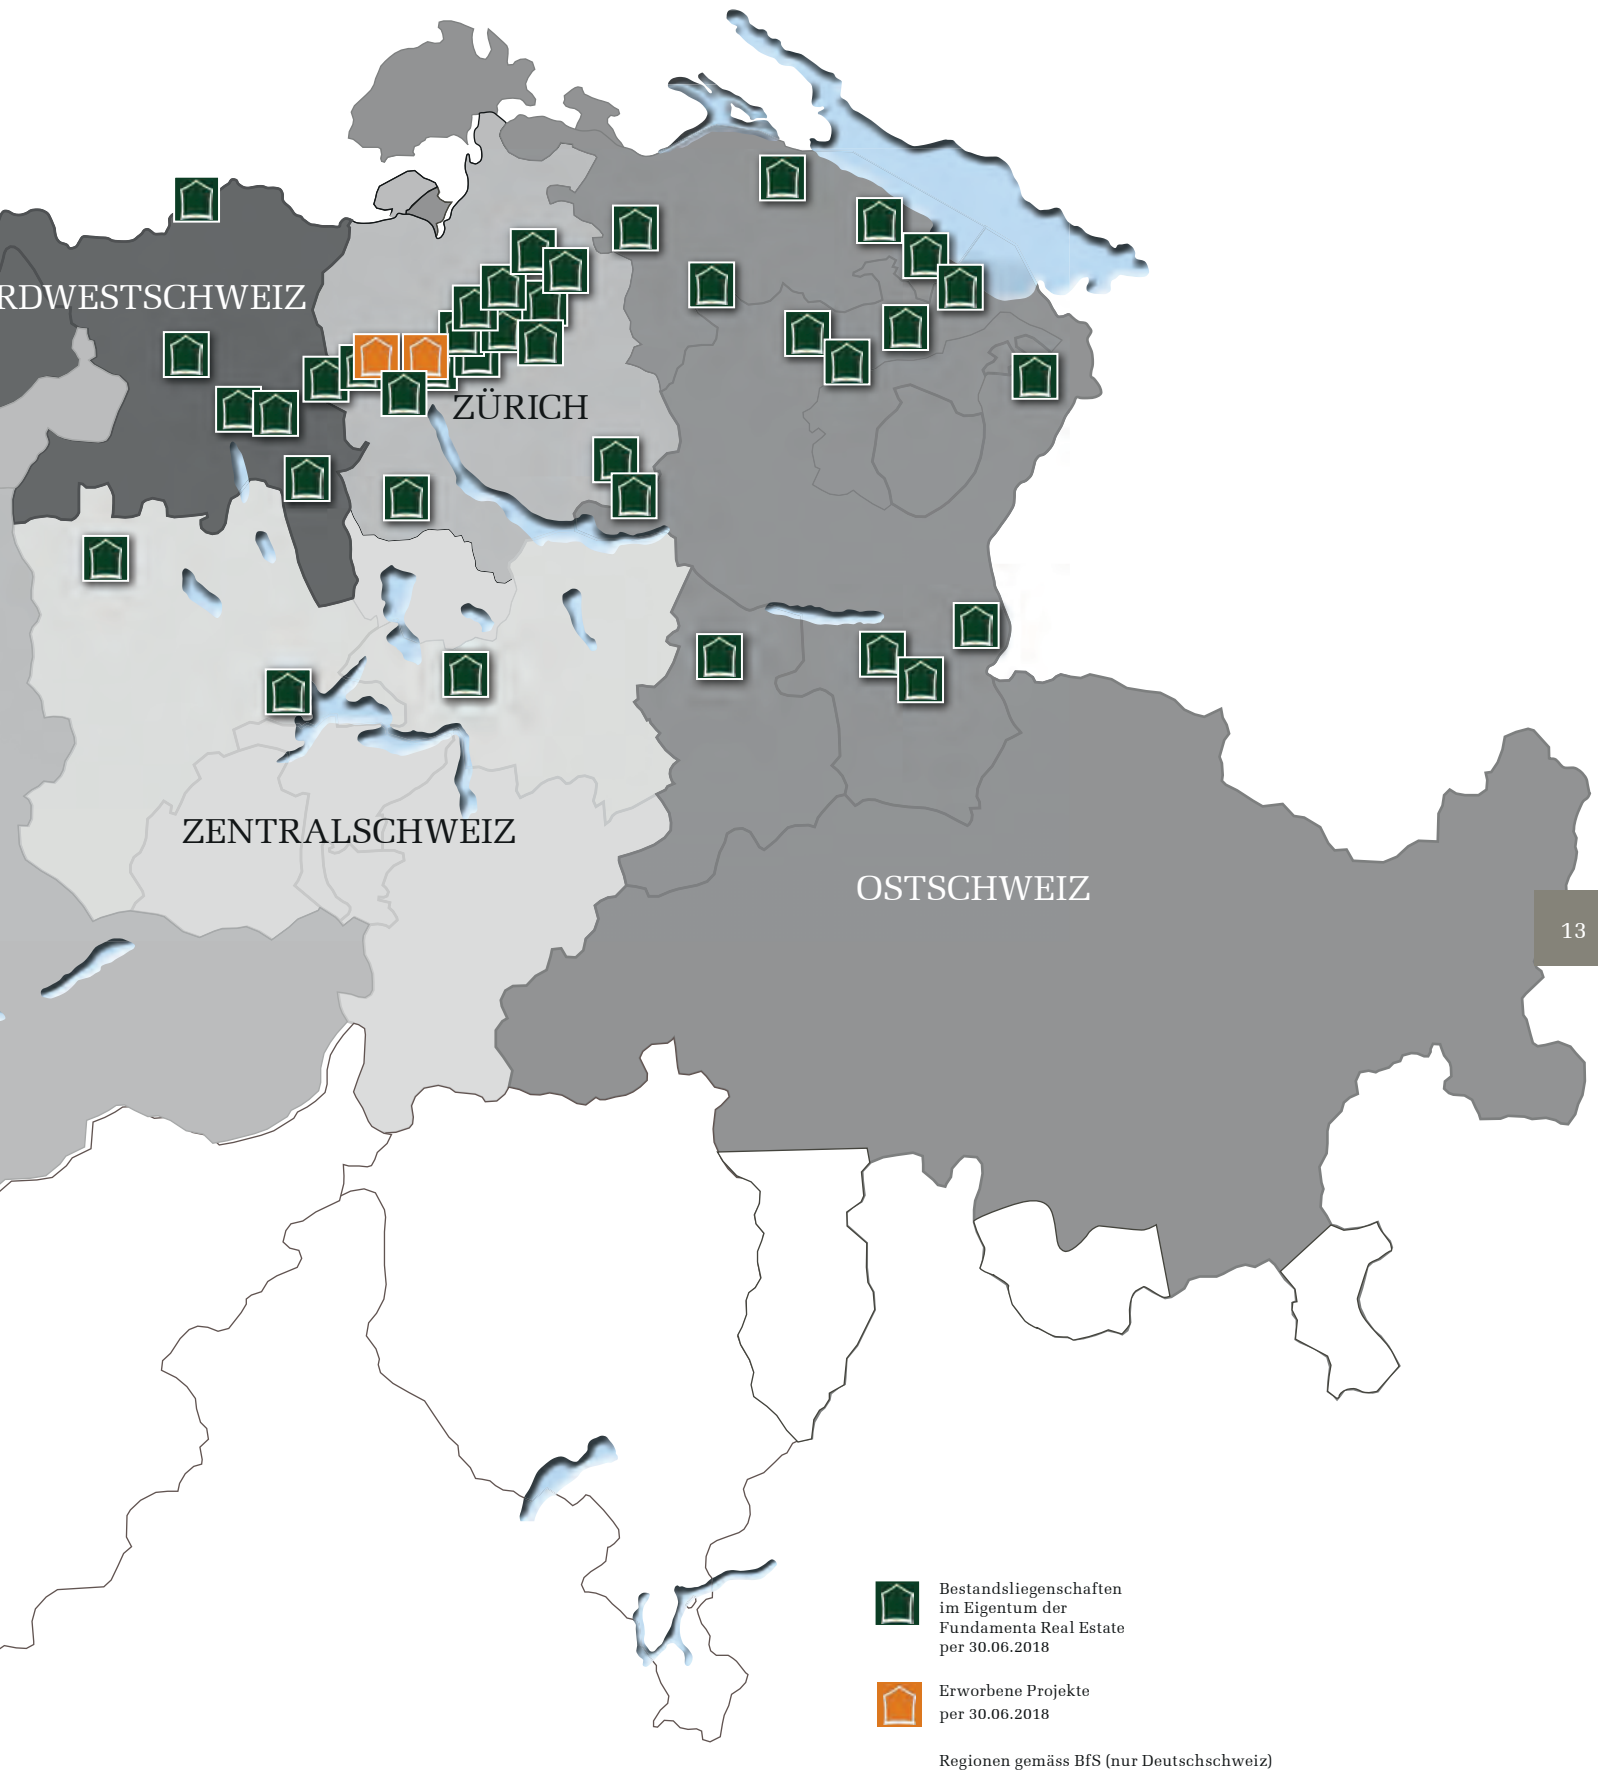 RDWESTSCHWEIZ
ZÜRICH
ZENTRALSCHWEIZ
OSTSCHWEIZ
13
Bestandsliegenschaften
im Eigentum der
Fundamenta Real Estate
per 30.06.2018
Erworbene Projekte
per 30.06.2018
Regionen gemäss BfS (nur Deutschschweiz)